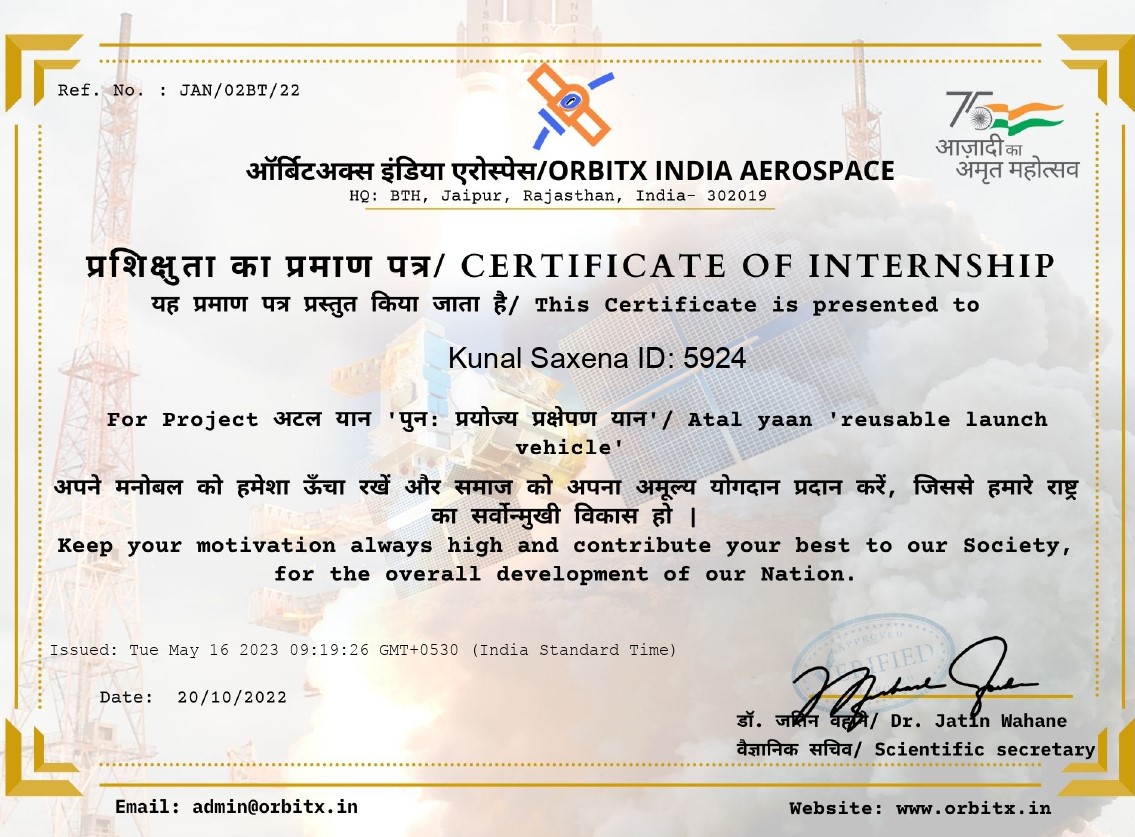 ISRO
IND
Ref. No. : JAN/02BT/22
75
आज़ादी का
अमृत महोत्सव
ऑर्बिटअक्स इंडिया एरोस्पेस/ORBITX INDIA AEROSPACE
HQ: BTH, Jaipur, Rajasthan, India- 302019
प्रशिक्षुता का प्रमाण पत्र/ CERTIFICATE OF INTERNSHIP
यह प्रमाण पत्र प्रस्तुत किया जाता है/ This Certificate is presented to
Kunal Saxena ID: 5924
For Project अटल यान 'पुन: प्रयोज्य प्रक्षेपण यान'/ Atal yaan 'reusable launch
vehicle'
अपने मनोबल को हमेशा ऊँचा रखें और समाज को अपना अमूल्य योगदान प्रदान करें, जिससे हमारे राष्ट्र
का सर्वोन्मुखी विकास हो |
Keep your motivation always high and contribute your best to our Society,
for the overall development of our Nation.
Issued: Tue May 16 2023 09:19:26 GMT+0530 (India Standard Time)
Date: 20/10/2022
APPROVED
VERIFIED
डॉ. जतिन वहाने/ Dr. Jatin Wahane
वैज्ञानिक सचिव/ Scientific secretary
Email: admin@orbitx.in
Website: www.orbitx.in